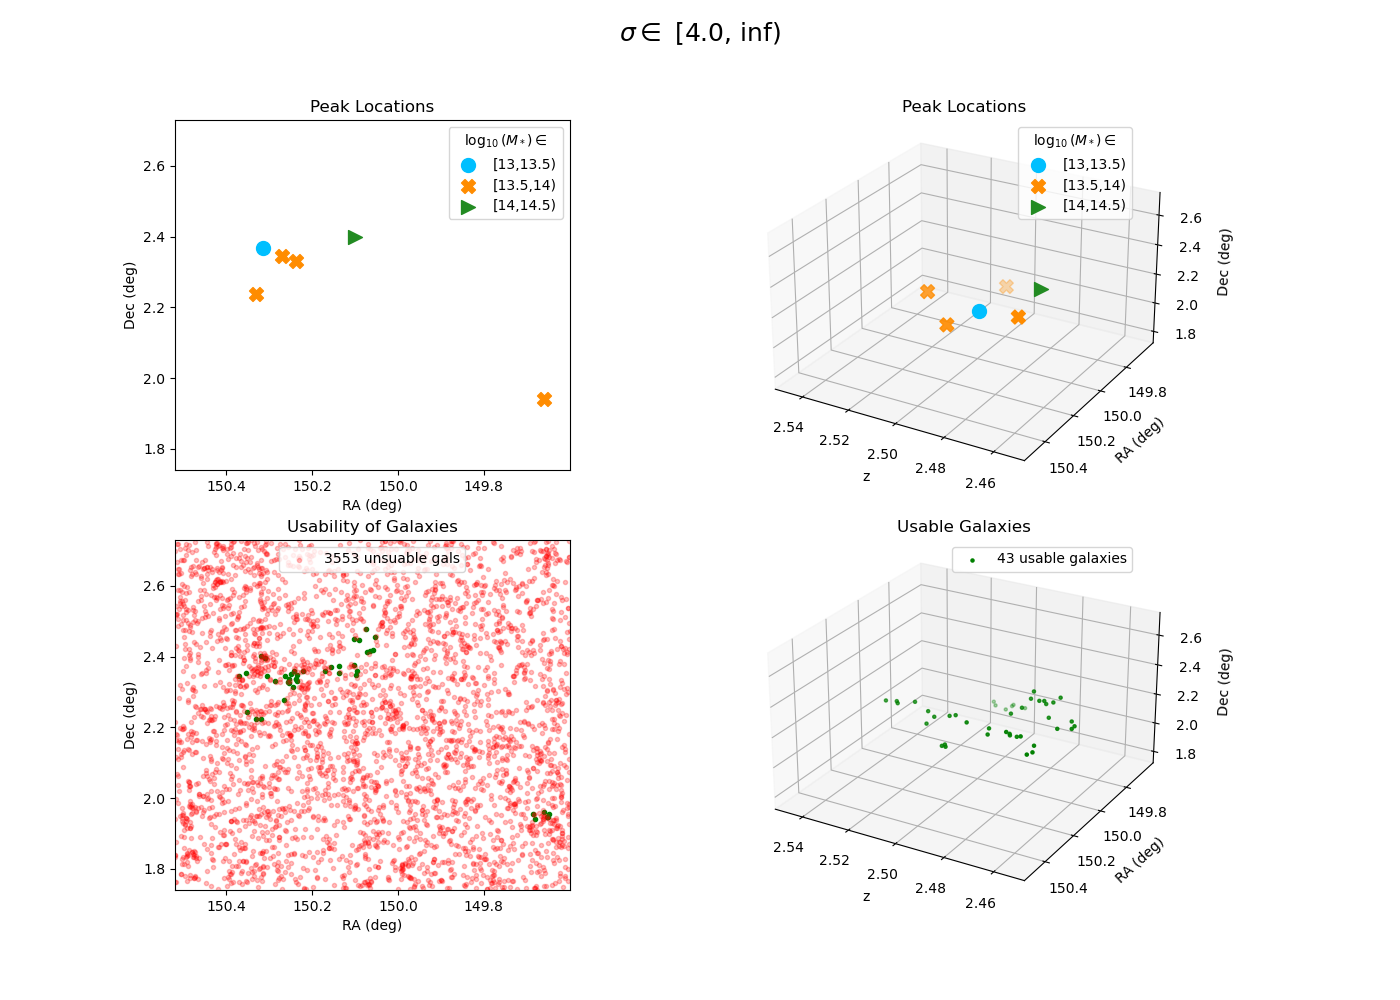 σ ∈ [4.0, inf)
Peak Locations
log₁₀(M*) ∈
[13,13.5)
[13.5,14)
[14,14.5)
2.6
2.4
2.2
2.0
1.8
Dec (deg)
150.4 150.2 150.0 149.8
RA (deg)
Peak Locations
log₁₀(M*) ∈
[13,13.5)
[13.5,14)
[14,14.5)
2.6
2.4
2.2
2.0
1.8
Dec (deg)
149.8
150.0
150.2
150.4
RA (deg)
2.54
2.52
2.50
2.48
2.46
z
Usability of Galaxies
3553 unsuable gals
2.6
2.4
2.2
2.0
1.8
Dec (deg)
150.4 150.2 150.0 149.8
RA (deg)
Usable Galaxies
43 usable galaxies
2.6
2.4
2.2
2.0
1.8
Dec (deg)
149.8
150.0
150.2
150.4
RA (deg)
2.54
2.52
2.50
2.48
2.46
z